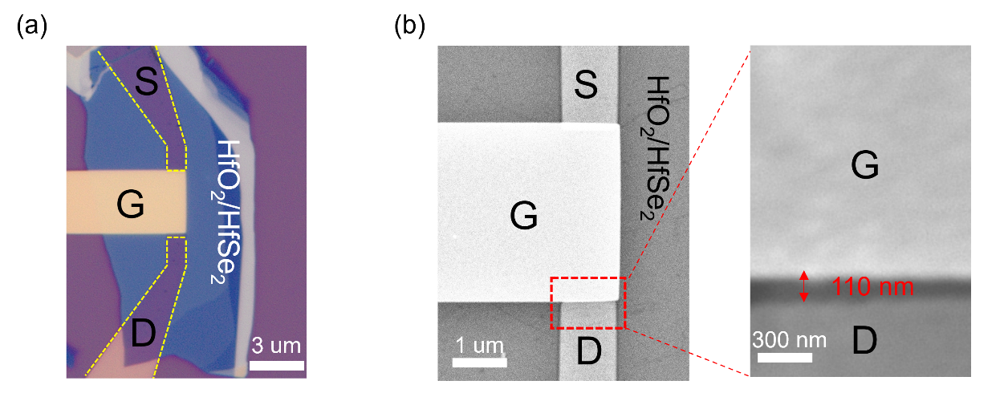 (a)
S
G
HfO₂/HfSe₂
D
3 um
(b)
S
HfO₂/HfSe₂
G
D
1 um
G
110 nm
D
300 nm